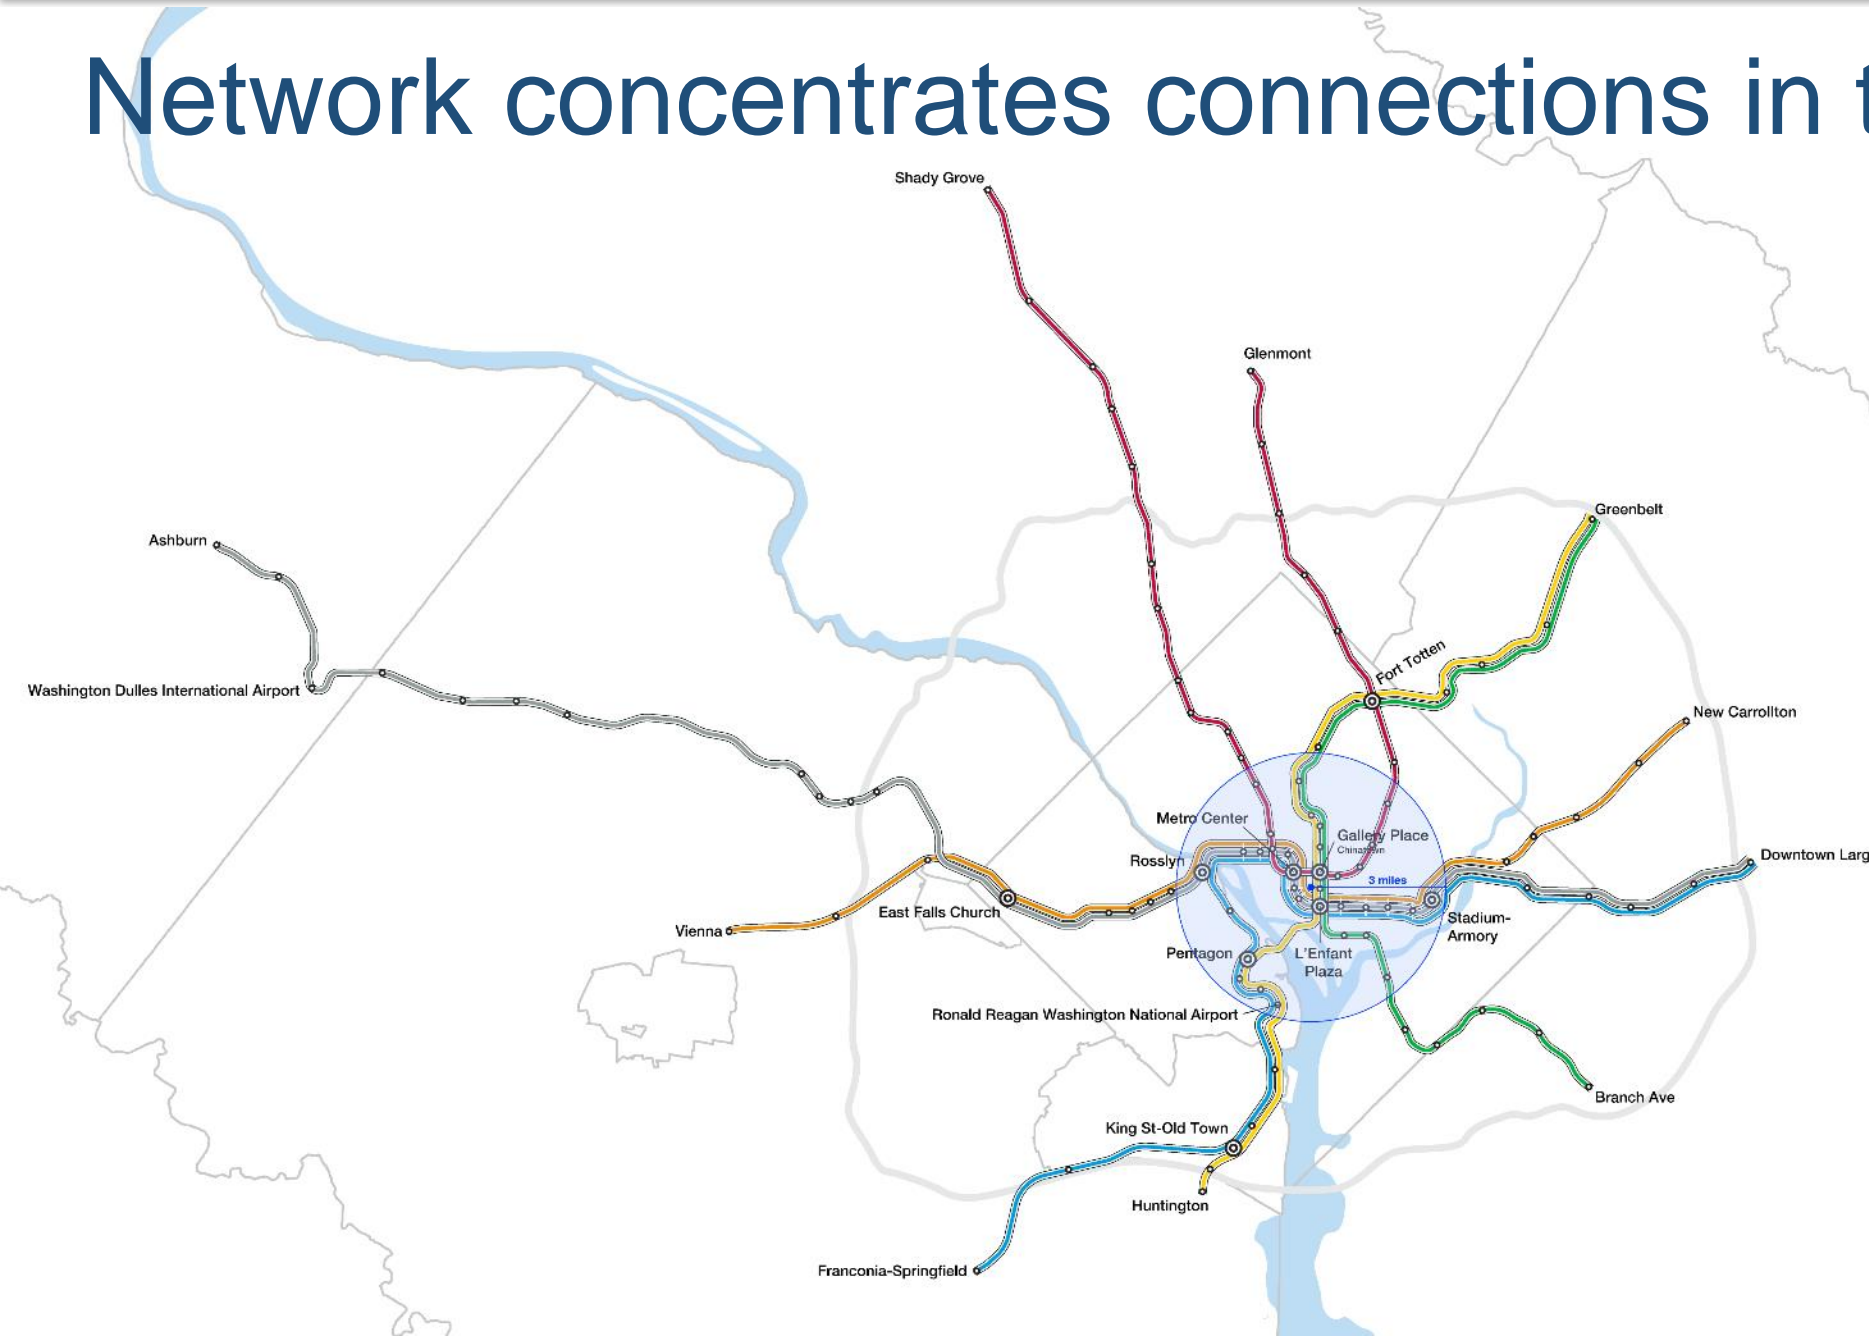 Network concentrates connections in t
Shady Grove
Glenmont
Greenbelt
Ashburn
Fort Totten
Washington Dulles International Airport
New Carrollton
Metro Center
Gallery Place
Chinatown
Rosslyn
Downtown Larg
3 miles
East Falls Church
Stadium-
Armory
Vienna
Pentagon
L'Enfant
Plaza
Ronald Reagan Washington National Airport
Branch Ave
King St-Old Town
Huntington
Franconia-Springfield